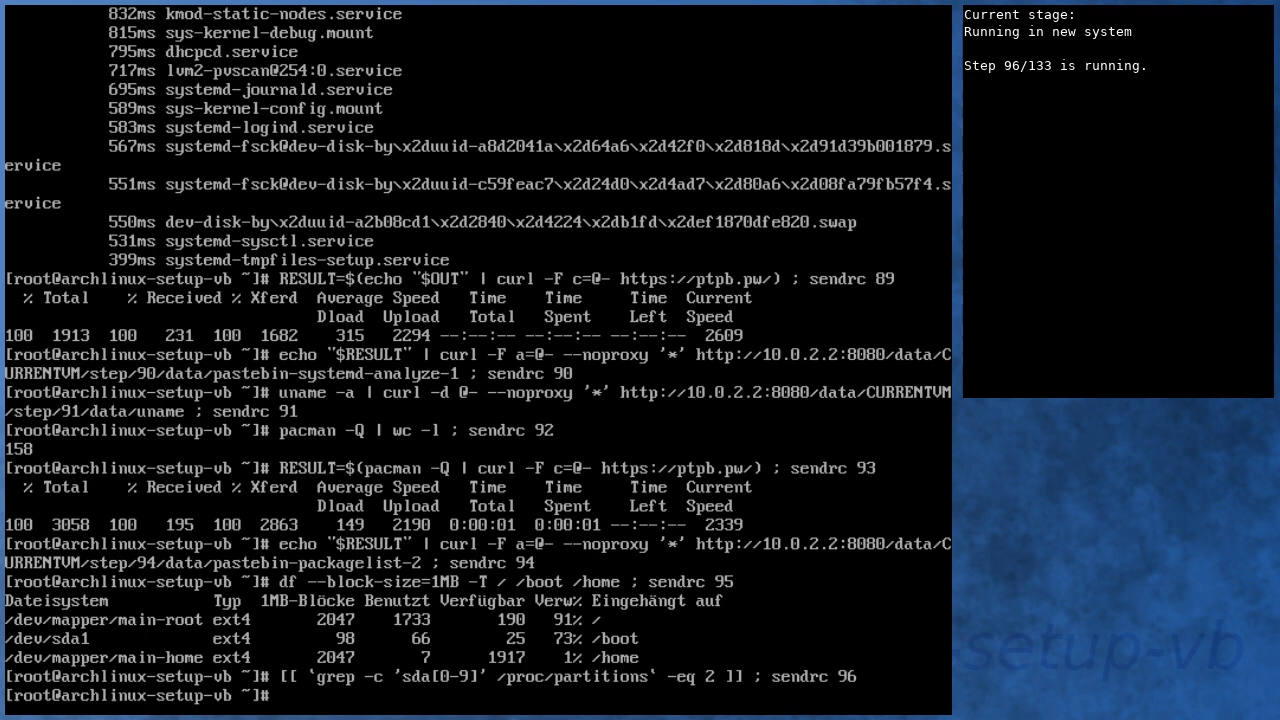 832ms kmod-static-nodes.service
815ms sys-kernel-debug.mount
795ms dhcpcd.service
717ms lvm2-pvscan@254:0.service
695ms systemd-journald.service
589ms sys-kernel-config.mount
583ms systemd-logind.service
567ms systemd-fsck@dev-disk-by\x2duuid-a8d2041a\x2d64a6\x2d42f0\x2d818d\x2d91d39b001879.s
ervice
551ms systemd-fsck@dev-disk-by\x2duuid-c59feac7\x2d24d0\x2d4ad7\x2d80a6\x2d08fa79fb57f4.s
ervice
550ms dev-disk-by\x2duuid-a2b08cd1\x2d2840\x2d4224\x2db1fd\x2def1870dfe820.swap
531ms systemd-sysctl.service
399ms systemd-tmpfiles-setup.service
[root@archlinux-setup-vb ~]# RESULT=$(echo "$OUT" | curl -F c=@- https://ptpb.pw/) ; sendrc 89
% Total % Received % Xferd Average Speed Time Time Time Current
Dload Upload Total Spent Left Speed
100 1913 100 231 100 1682 315 2294 --:--:-- --:--:-- --:--:-- 2609
[root@archlinux-setup-vb ~]# echo "$RESULT" | curl -F a=@- --noproxy '*' http://10.0.2.2:8080/data/C
URRENTVM/step/90/data/pastebin-systemd-analyze-1 ; sendrc 90
[root@archlinux-setup-vb ~]# uname -a | curl -d @- --noproxy '*' http://10.0.2.2:8080/data/CURRENTVM
/step/91/data/uname ; sendrc 91
[root@archlinux-setup-vb ~]# pacman -Q | wc -l ; sendrc 92
158
[root@archlinux-setup-vb ~]# RESULT=$(pacman -Q | curl -F c=@- https://ptpb.pw/) ; sendrc 93
% Total % Received % Xferd Average Speed Time Time Time Current
Dload Upload Total Spent Left Speed
100 3058 100 195 100 2863 149 2190 0:00:01 0:00:01 --:--:-- 2339
[root@archlinux-setup-vb ~]# echo "$RESULT" | curl -F a=@- --noproxy '*' http://10.0.2.2:8080/data/C
URRENTVM/step/94/data/pastebin-packagelist-2 ; sendrc 94
[root@archlinux-setup-vb ~]# df --block-size=1MB -T / /boot /home ; sendrc 95
Dateisystem Typ 1MB-Blöcke Benutzt Verfügbar Verw% Eingehängt auf
/dev/mapper/main-root ext4 2047 1733 190 91% /
/dev/sda1 ext4 98 66 25 73% /boot
/dev/mapper/main-home ext4 2047 7 1917 1% /home
[root@archlinux-setup-vb ~]# [[ `grep -c 'sda[0-9]' /proc/partitions` -eq 2 ]] ; sendrc 96
[root@archlinux-setup-vb ~]#
Current stage:
Running in new system
Step 96/133 is running.
-setup-vb